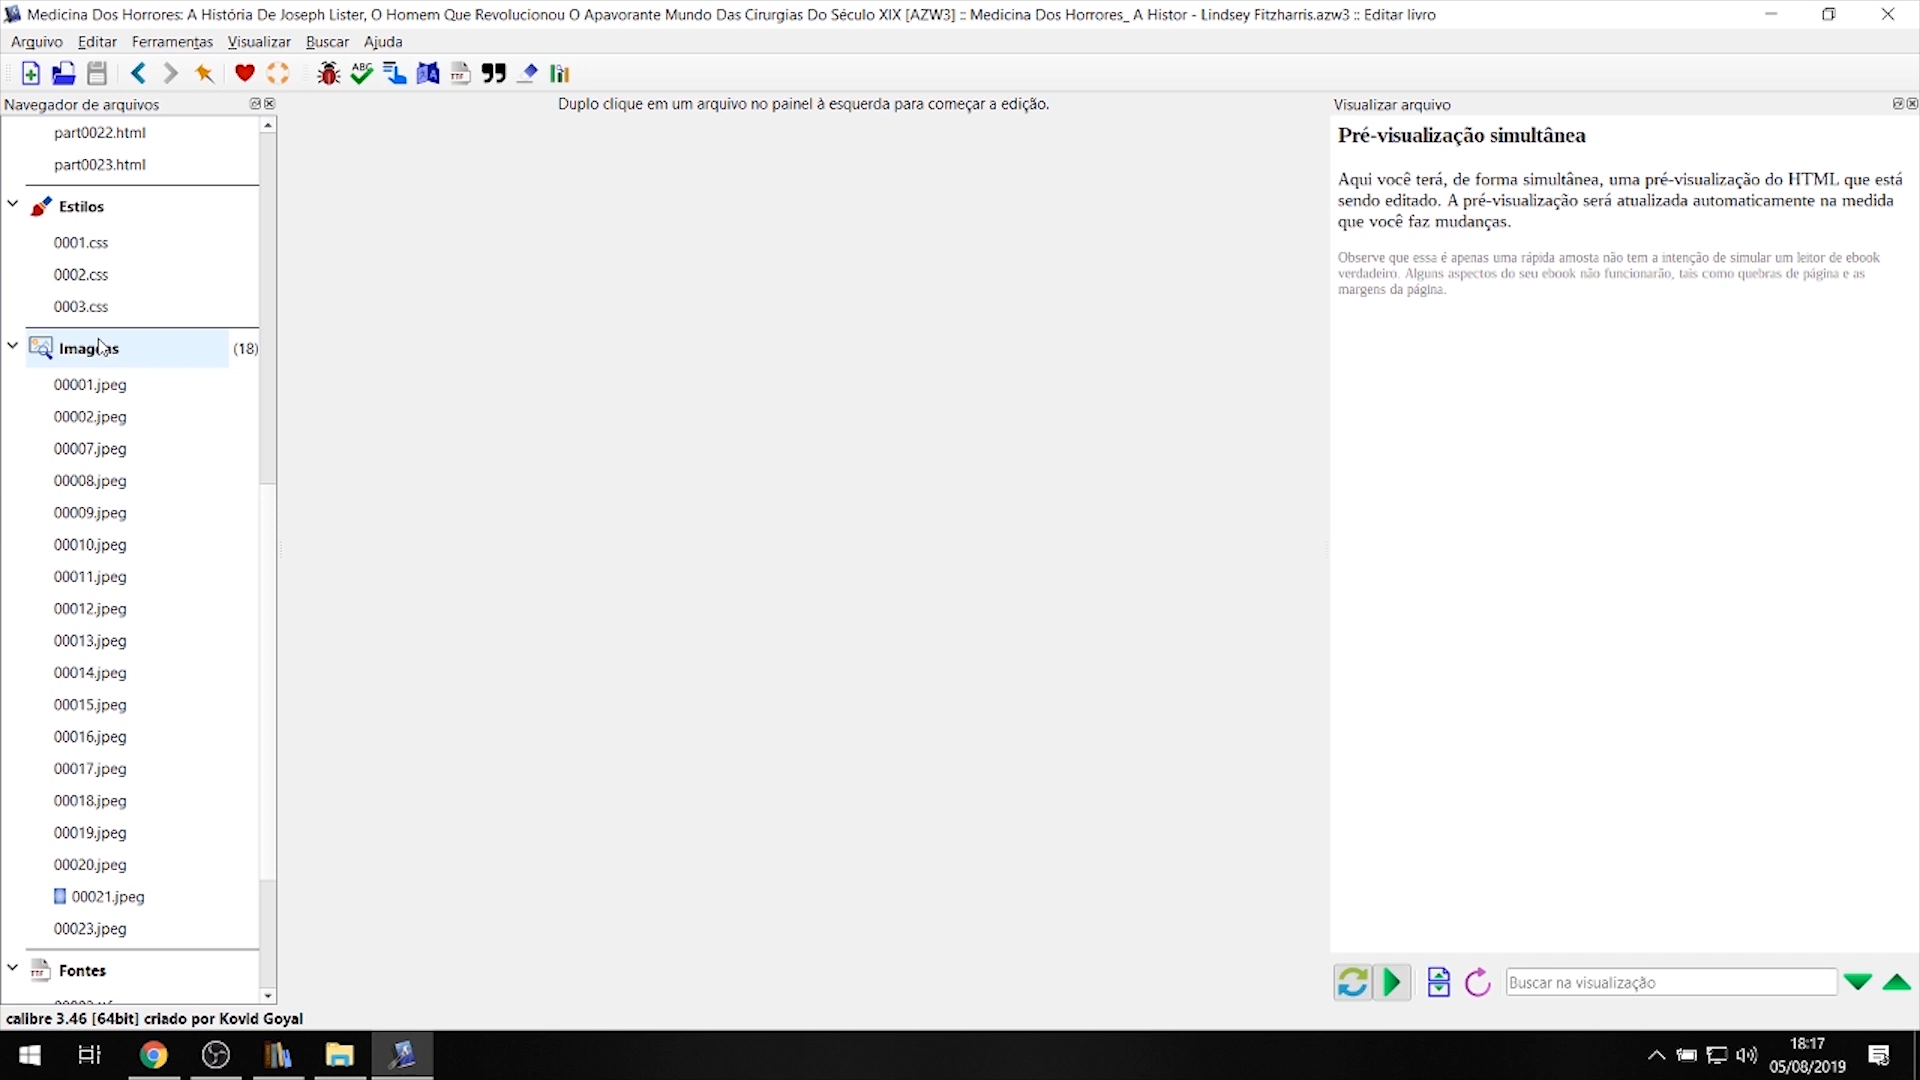 Medicina Dos Horrores: A História De Joseph Lister, O Homem Que Revolucionou O Apavorante Mundo Das Cirurgias Do Século XIX [AZW3] :: Medicina Dos Horrores_ A Histor - Lindsey Fitzharris.azw3 :: Editar livro
Arquivo Editar Ferramentas Visualizar Buscar Ajuda
Navegador de arquivos
Duplo clique em um arquivo no painel à esquerda para começar a edição.
Visualizar arquivo
part0022.html
part0023.html
Estilos
0001.css
0002.css
0003.css
Imagens (18)
00001.jpeg
00002.jpeg
00007.jpeg
00008.jpeg
00009.jpeg
00010.jpeg
00011.jpeg
00012.jpeg
00013.jpeg
00014.jpeg
00015.jpeg
00016.jpeg
00017.jpeg
00018.jpeg
00019.jpeg
00020.jpeg
00021.jpeg
00023.jpeg
Fontes
Pré-visualização simultânea
Aqui você terá, de forma simultânea, uma pré-visualização do HTML que está
sendo editado. A pré-visualização será atualizada automaticamente na medida
que você faz mudanças.
Observe que essa é apenas uma rápida amostra não tem a intenção de simular um leitor de ebook
verdadeiro. Alguns aspectos do seu ebook não funcionarão, tais como quebras de página e as
margens da página.
Buscar na visualização
calibre 3.46 [64bit] criado por Kovid Goyal
18:17
05/08/2019